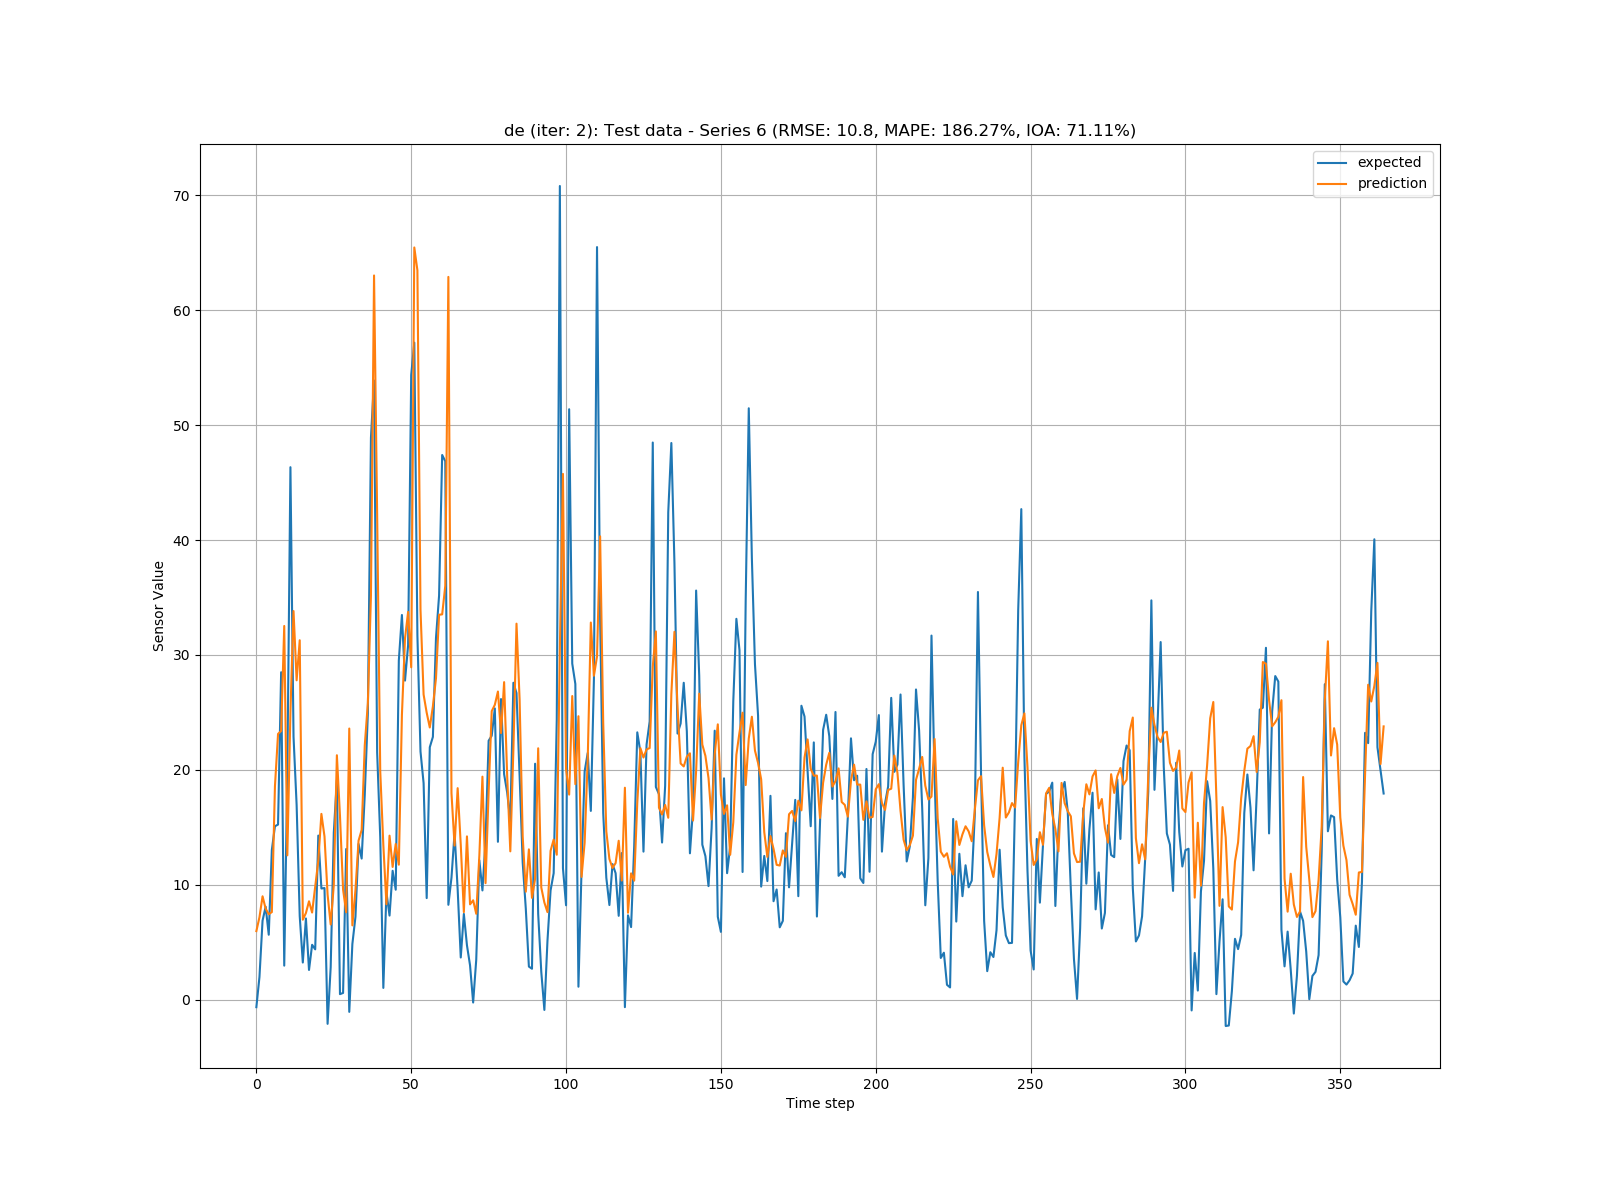 de (iter: 2): Test data - Series 6 (RMSE: 10.8, MAPE: 186.27%, IOA: 71.11%)
expected
prediction
70
60
50
40
30
20
10
0
Sensor Value
0 50 100 150 200 250 300 350
Time step